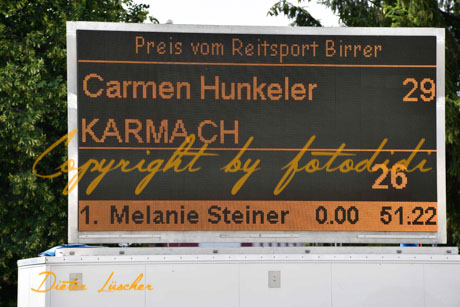 Preis vom Reitsport Birrer
Carmen Hunkeler 29
KARMA CH
Copyright by fotodidi
26
1. Melanie Steiner 0.00 51.22
Dieter Lüscher